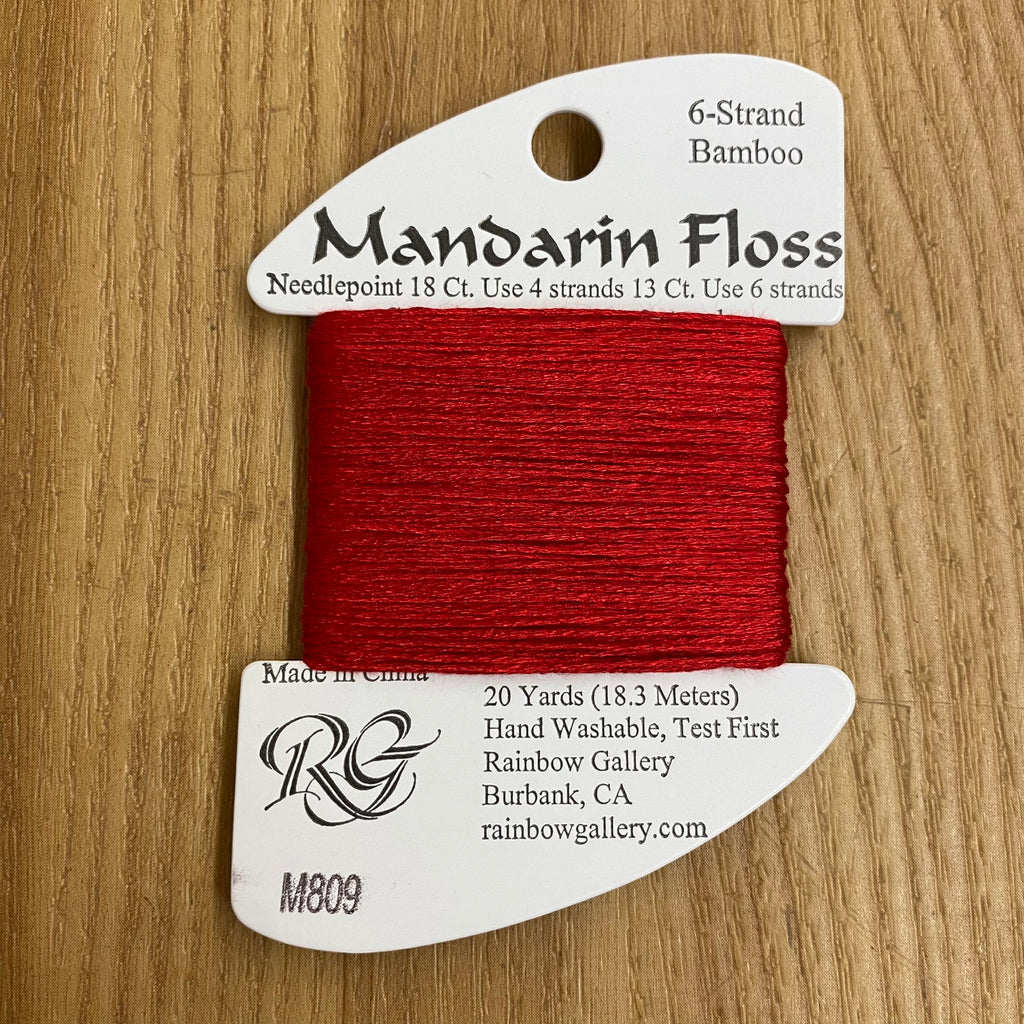 6-Strand
Bamboo
Mandarin Floss
Needlepoint 18 Ct. Use 4 strands 13 Ct. Use 6 strands
Made in China
20 Yards (18.3 Meters)
Hand Washable, Test First
Rainbow Gallery
Burbank, CA
rainbowgallery.com
RG
M809